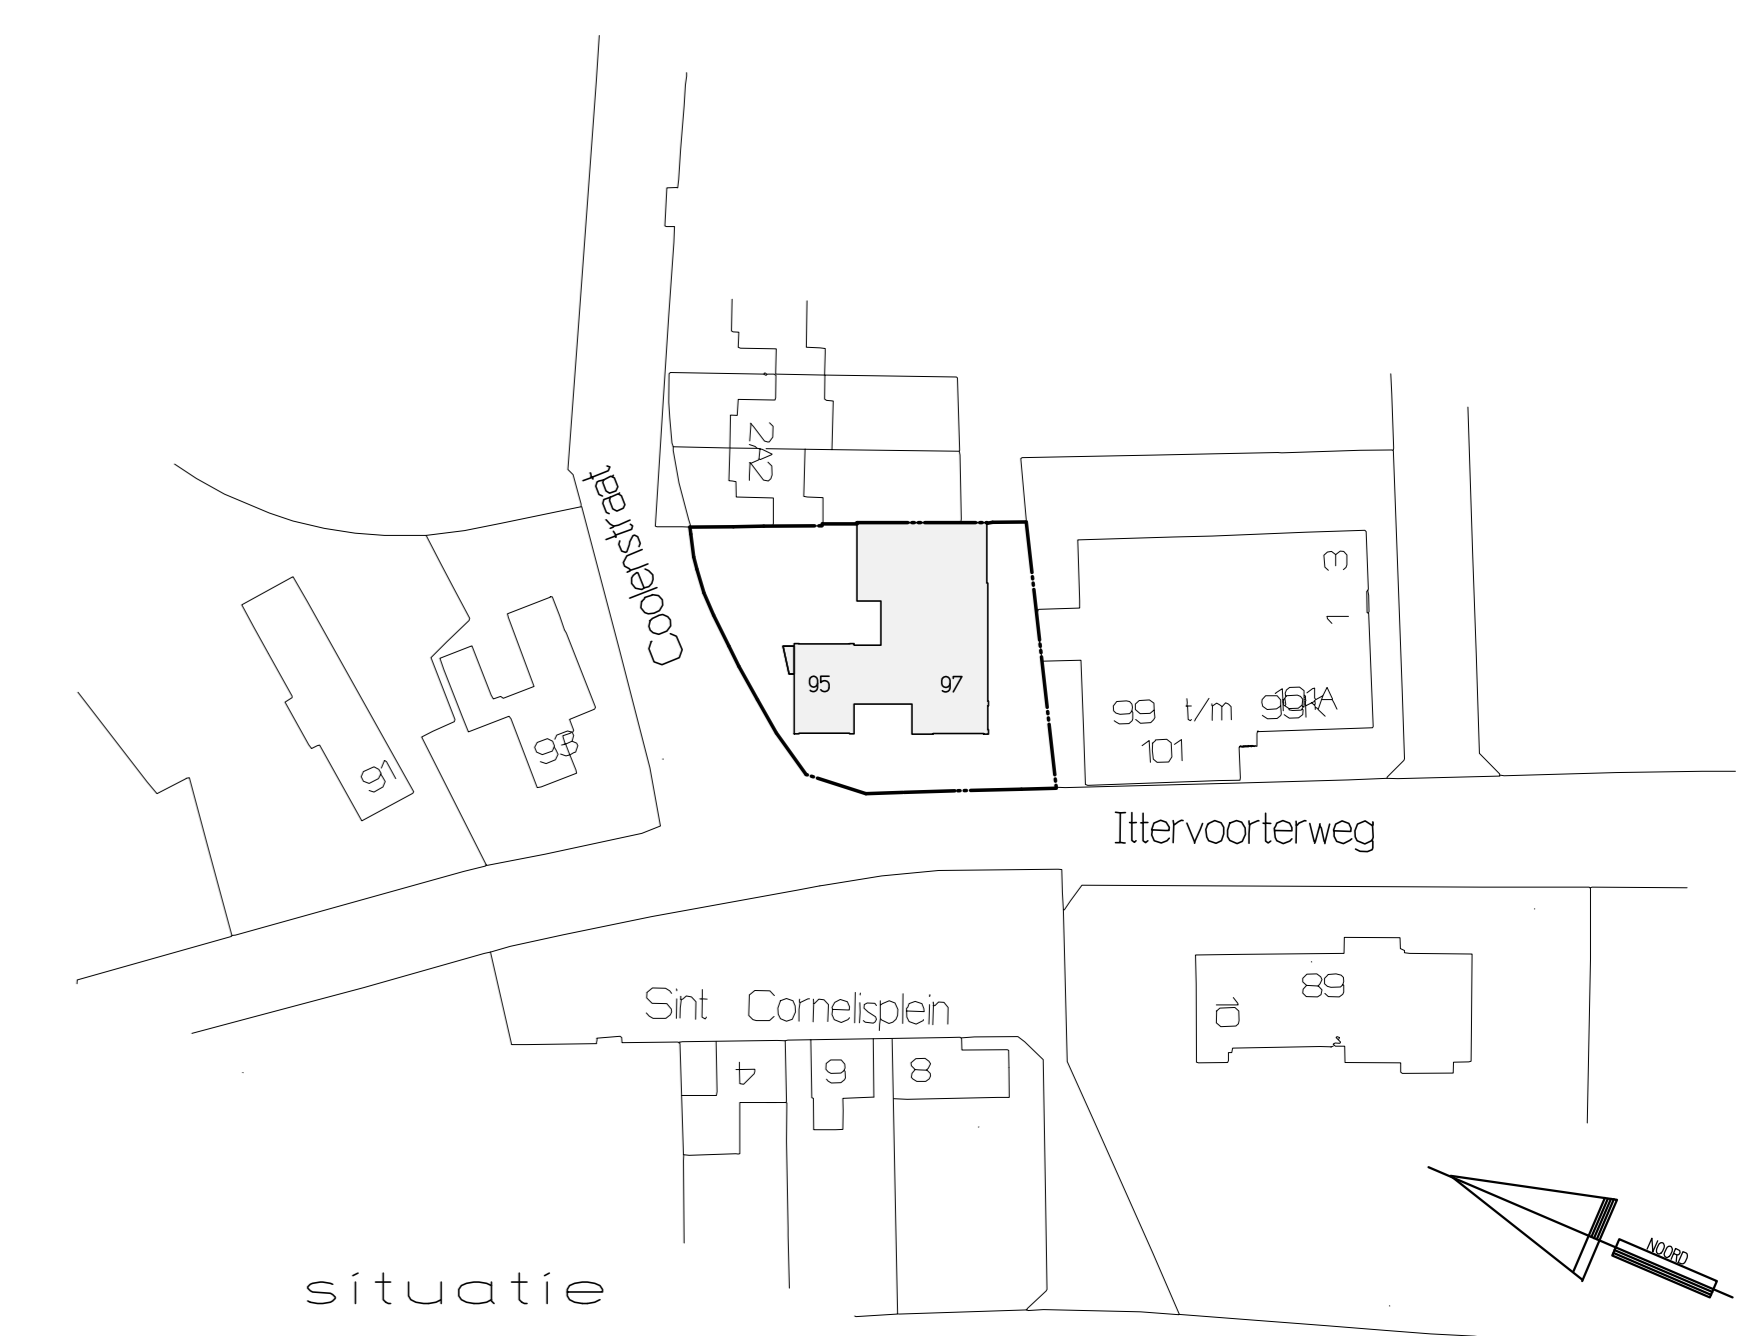 Coolenstraat
2A2
95
97
91
93
3
1
99 t/m 99K
101A
101
Ittervoorterweg
68
10
Sint Cornelisplein
4
6
8
NOORD
situatie